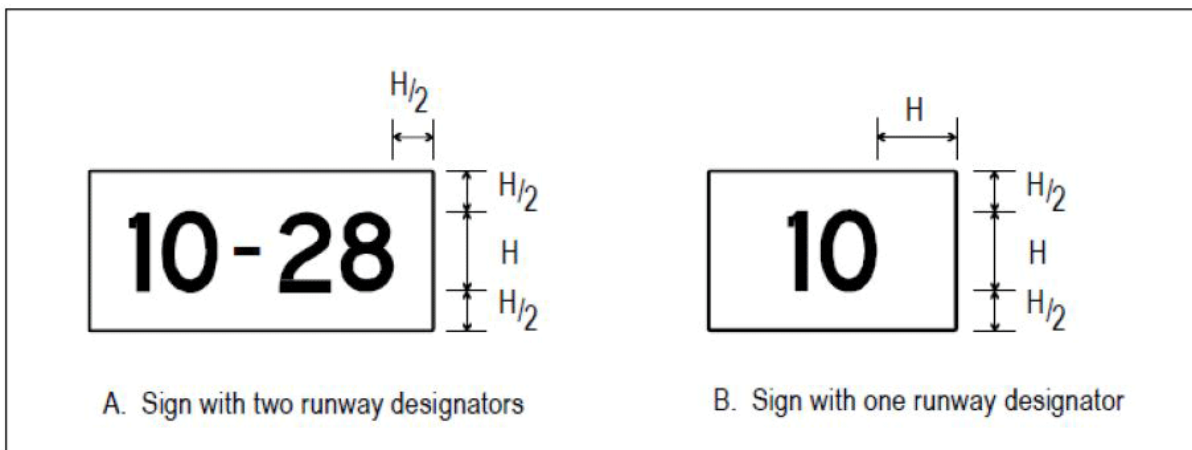 H/2
H
H/2
H/2
10-28
H
10
H
H/2
H/2
A. Sign with two runway designators
B. Sign with one runway designator